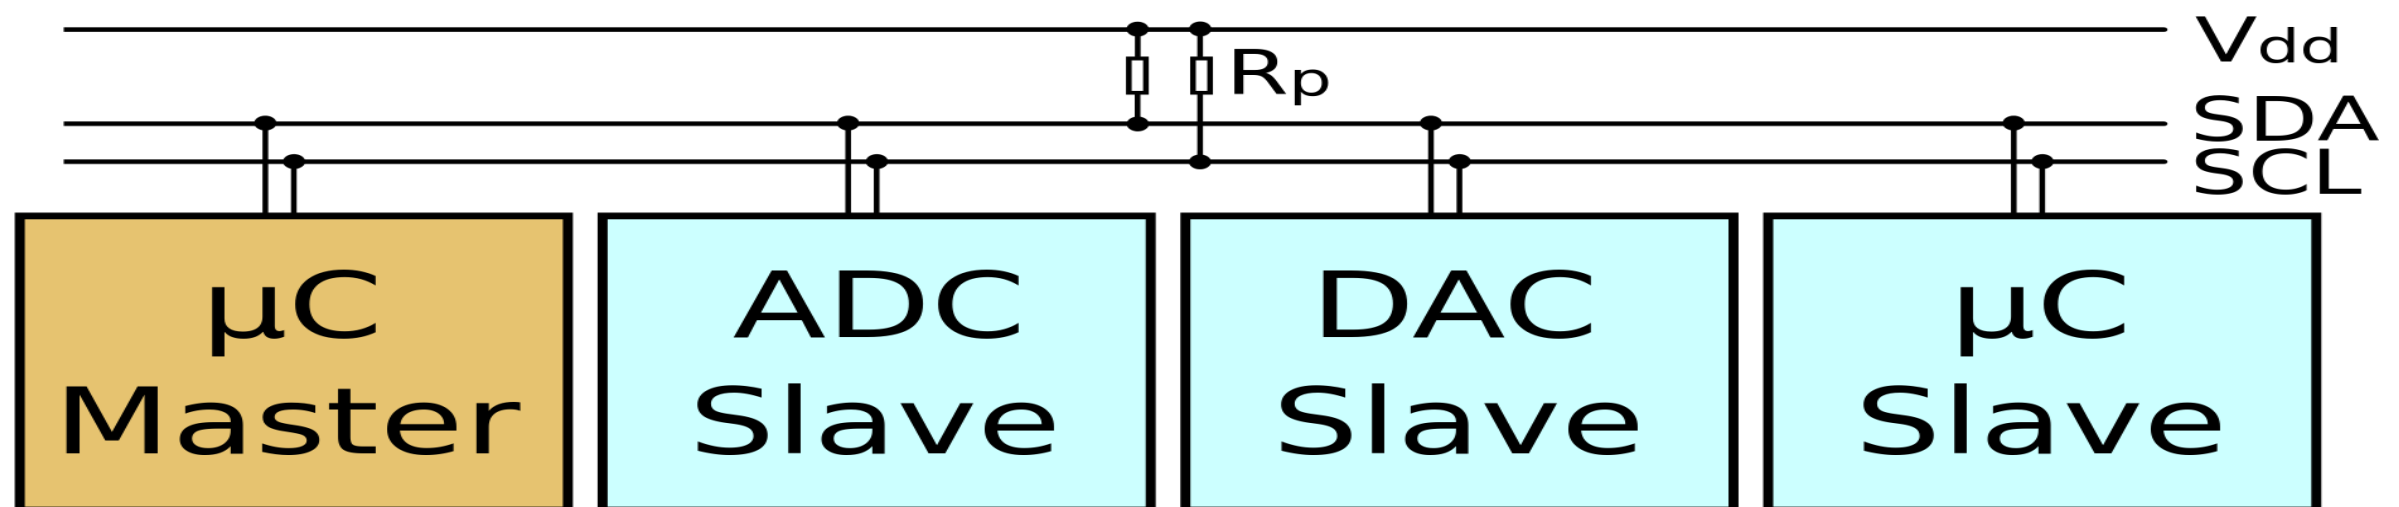 Vdd
Rp
SDA
SCL
µC
Master
ADC
Slave
DAC
Slave
µC
Slave